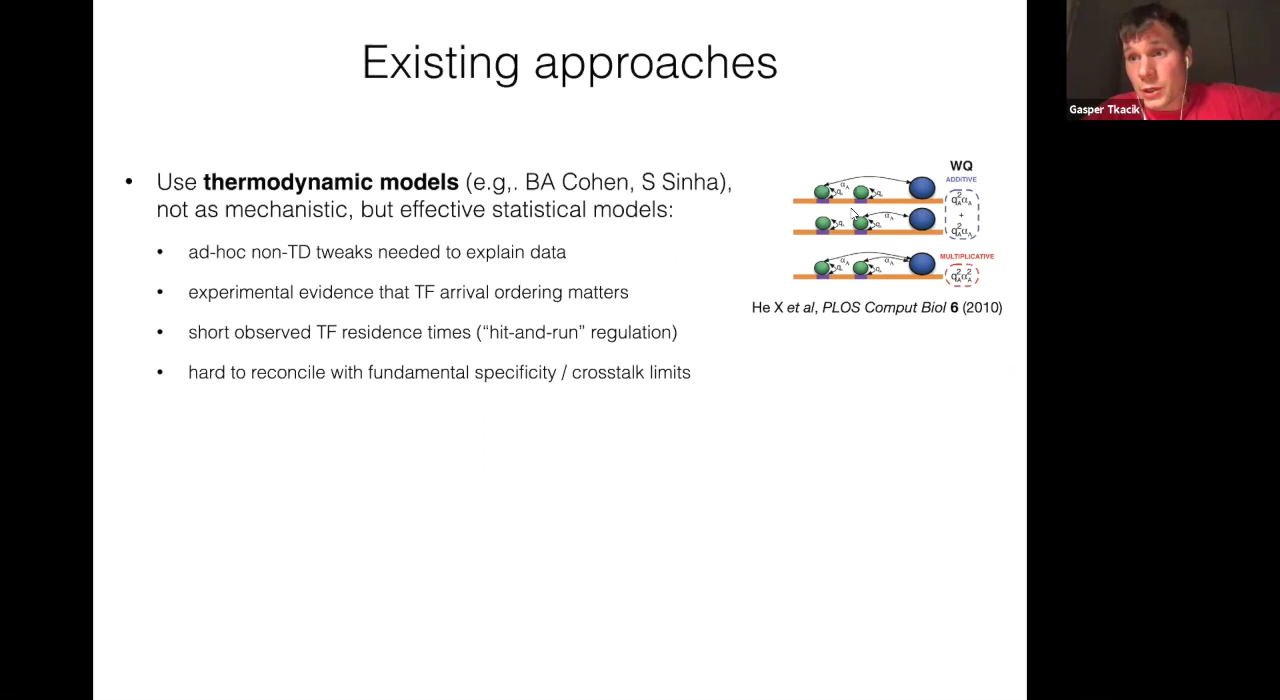 Existing approaches
Gasper Tkacik
• Use thermodynamic models (e.g,. BA Cohen, S Sinha),
not as mechanistic, but effective statistical models:
• ad-hoc non-TD tweaks needed to explain data
• experimental evidence that TF arrival ordering matters
• short observed TF residence times (“hit-and-run” regulation)
• hard to reconcile with fundamental specificity / crosstalk limits
WQ
ADDITIVE
+
MULTIPLICATIVE
He X et al, PLOS Comput Biol 6 (2010)